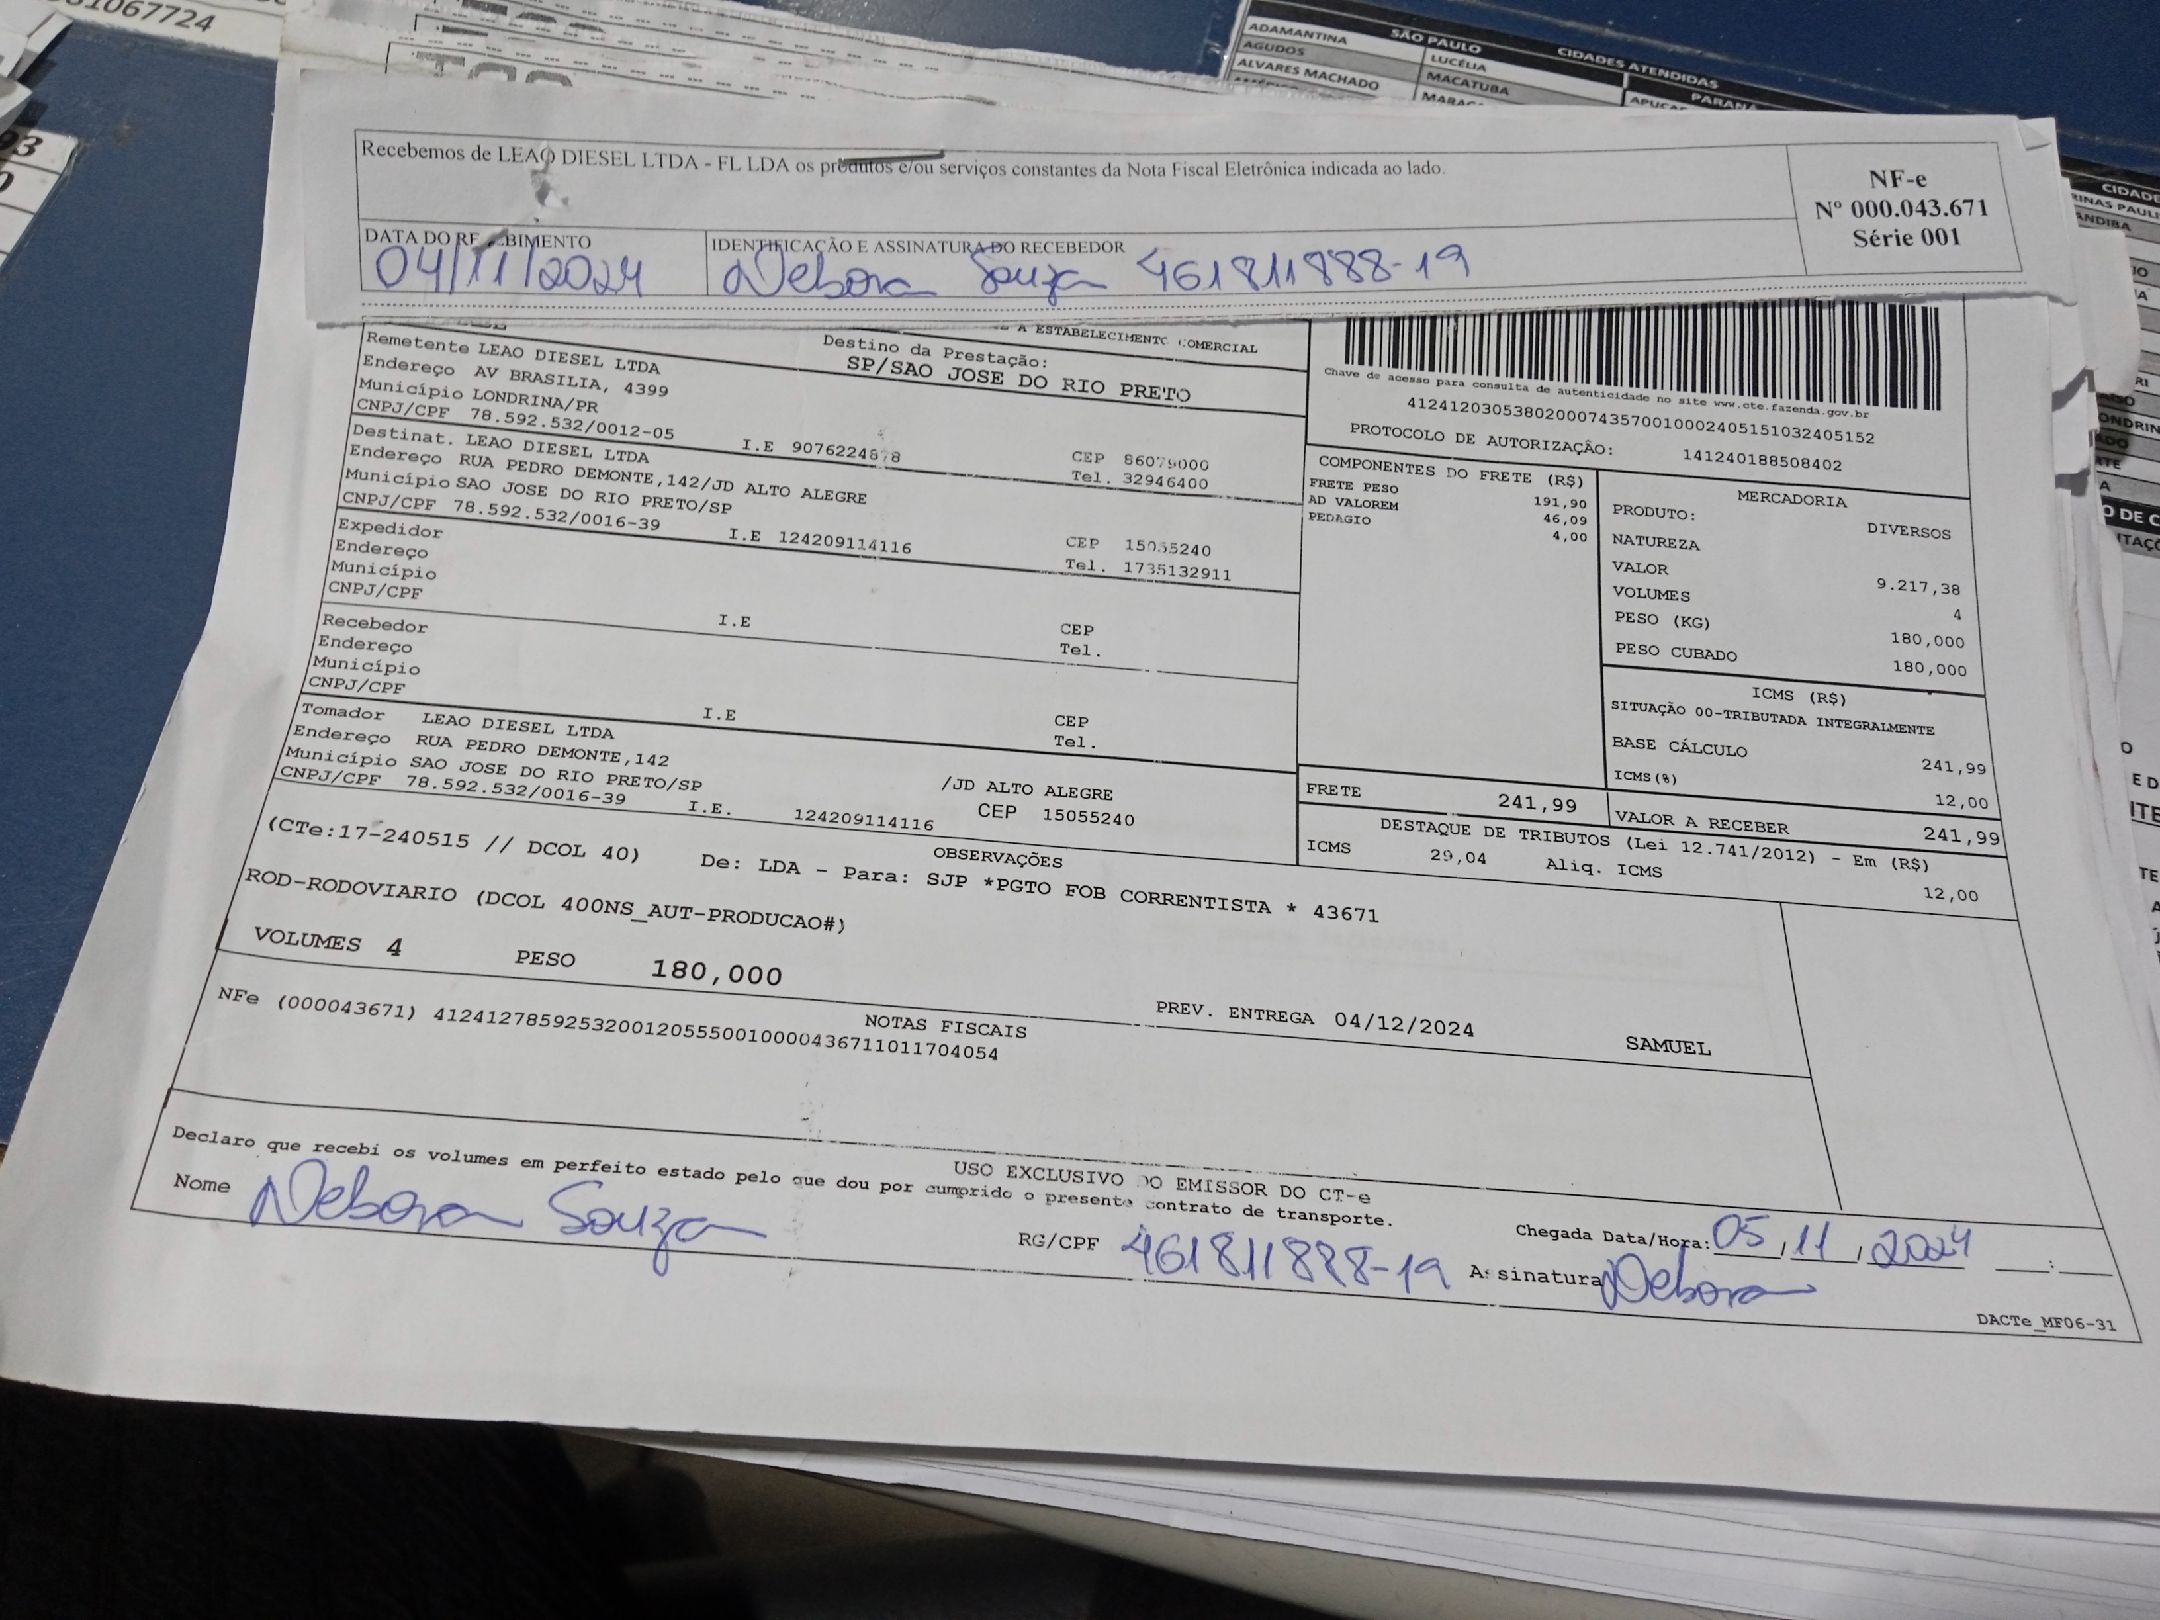 81067724
SÃO PAULO
CIDADES ATENDIDAS
ADAMANTINA
LUCÉLIA
AGUDOS
MACATUBA
PARANÁ
ALVARES MACHADO
Recebemos de LEAO DIESEL LTDA - FL LDA os produtos e/ou serviços constantes da Nota Fiscal Eletrônica indicada ao lado.
NF-e
Nº 000.043.671
Série 001
DATA DO RECEBIMENTO
IDENTIFICAÇÃO E ASSINATURA DO RECEBEDOR
04/11/2024
Debora Souza 461811888-19
A ESTABELECIMENTO COMERCIAL
Remetente LEAO DIESEL LTDA
Endereço AV BRASILIA, 4399
Município LONDRINA/PR
CNPJ/CPF 78.592.532/0012-05 I.E 9076224878 CEP 86079000
Tel. 32946400
Destino da Prestação:
SP/SAO JOSE DO RIO PRETO
Chave de acesso para consulta de autenticidade no site www.cte.fazenda.gov.br
41241203053802000743570010002405151032405152
PROTOCOLO DE AUTORIZAÇÃO: 141240188508402
Destinat. LEAO DIESEL LTDA
Endereço RUA PEDRO DEMONTE,142/JD ALTO ALEGRE
Município SAO JOSE DO RIO PRETO/SP
CNPJ/CPF 78.592.532/0016-39 I.E 124209114116 CEP 15055240
Tel. 1735132911
Expedidor
Endereço
Município
CNPJ/CPF I.E CEP
Tel.
Recebedor
Endereço
Município
CNPJ/CPF I.E CEP
Tel.
Tomador LEAO DIESEL LTDA
Endereço RUA PEDRO DEMONTE,142 /JD ALTO ALEGRE
Município SAO JOSE DO RIO PRETO/SP CEP 15055240
CNPJ/CPF 78.592.532/0016-39 I.E. 124209114116
COMPONENTES DO FRETE (R$)
FRETE PESO 191,90
AD VALOREM 46,09
PEDAGIO 4,00
MERCADORIA
PRODUTO: DIVERSOS
NATUREZA
VALOR 9.217,38
VOLUMES 4
PESO (KG) 180,000
PESO CUBADO 180,000
ICMS (R$)
SITUAÇÃO 00-TRIBUTADA INTEGRALMENTE
BASE CÁLCULO 241,99
ICMS(%) 12,00
FRETE 241,99
VALOR A RECEBER 241,99
DESTAQUE DE TRIBUTOS (Lei 12.741/2012) - Em (R$)
ICMS 29,04 Aliq. ICMS 12,00
OBSERVAÇÕES
(CTe:17-240515 // DCOL 40) De: LDA - Para: SJP *PGTO FOB CORRENTISTA * 43671
ROD-RODOVIARIO (DCOL 400NS_AUT-PRODUCAO#)
VOLUMES 4 PESO 180,000
PREV. ENTREGA 04/12/2024 SAMUEL
NOTAS FISCAIS
NFe (000043671) 41241278592532001205550010000436711011704054
USO EXCLUSIVO DO EMISSOR DO CT-e
Declaro que recebi os volumes em perfeito estado pelo que dou por cumprido o presente contrato de transporte.
Nome Debora Souza RG/CPF 461811888-19 Assinatura Debora
Chegada Data/Hora: 05/11/2024 __:__
DACTe_MF06-31